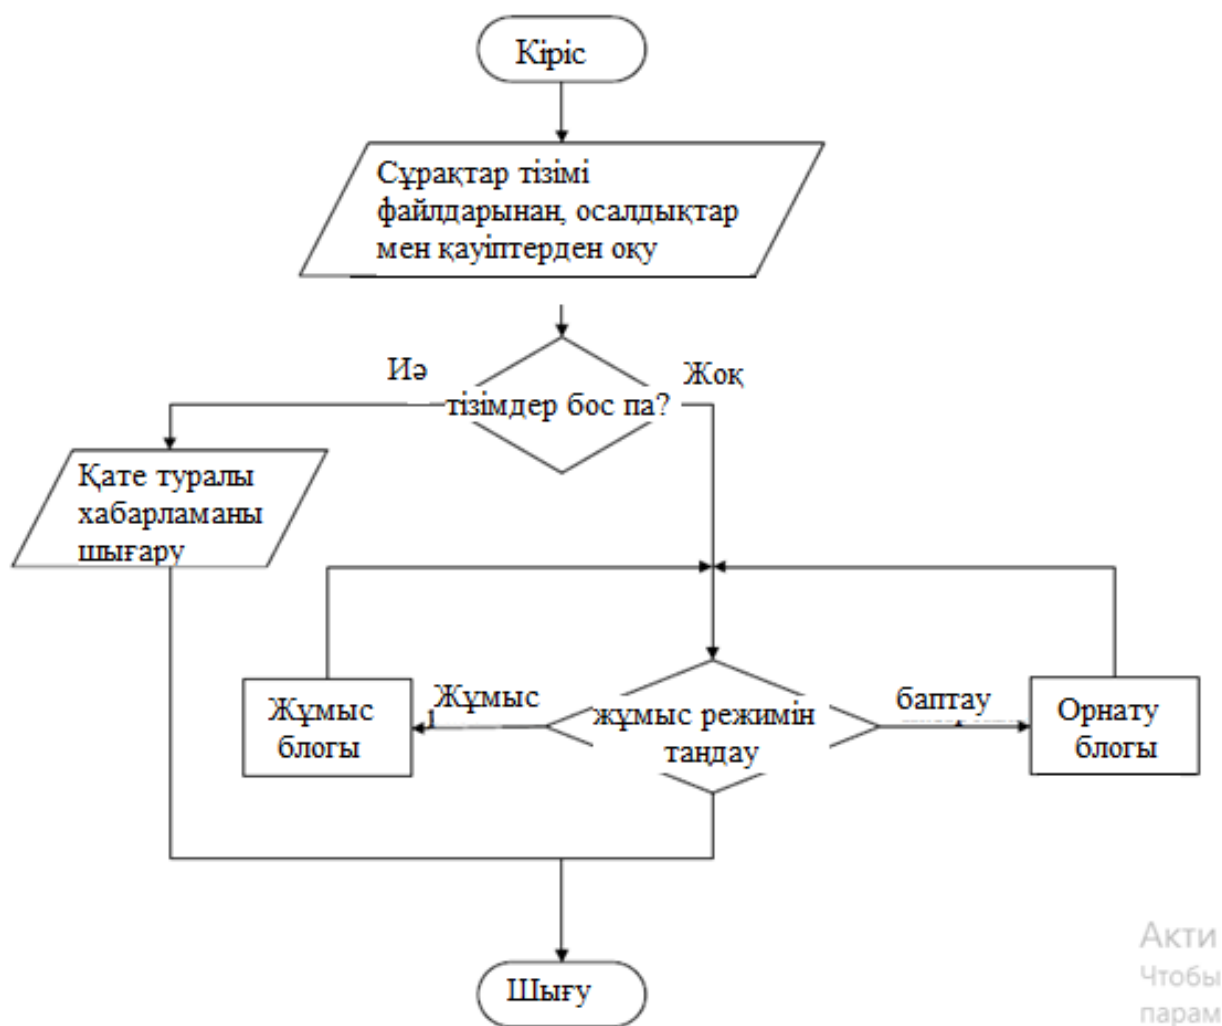 Кіріс
Сұрақтар тізімі
файлдарынан, осалдықтар
мен қауіптерден оқу
Иә
Жоқ
тізімдер бос па?
Қате туралы
хабарламаны
шығару
Жұмыс
блогы
Жұмыс
жұмыс режимін
таңдау
баптау
Орнату
блогы
Шығу
Акти
Чтобы
парам